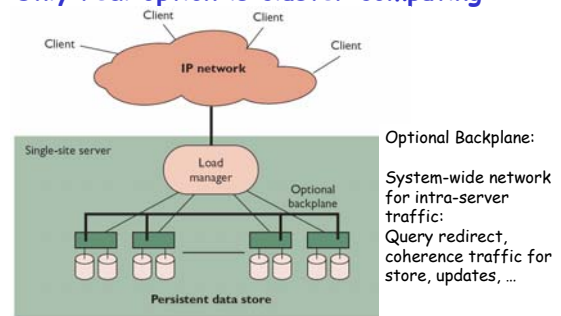 Client
Client
Client
Client
IP network
Single-site server
Load
manager
Optional
backplane
Persistent data store
Optional Backplane:
System-wide network
for intra-server
traffic:
Query redirect,
coherence traffic for
store, updates, …